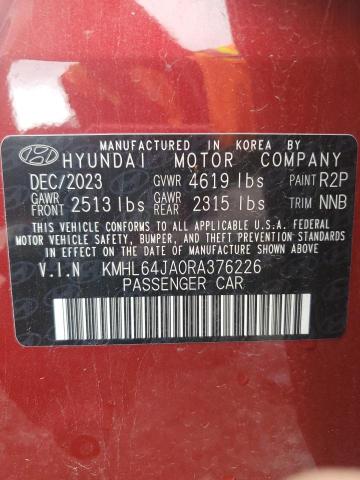 MANUFACTURED IN KOREA BY
HYUNDAI MOTOR COMPANY
DEC/2023 GVWR 4619 lbs PAINT R2P
GAWR FRONT 2513 lbs GAWR REAR 2315 lbs TRIM NNB
THIS VEHICLE CONFORMS TO ALL APPLICABLE U.S.A. FEDERAL
MOTOR VEHICLE SAFETY, BUMPER, AND THEFT PREVENTION STANDARDS
IN EFFECT ON THE DATE OF MANUFACTURE SHOWN ABOVE.
V.I.N KMHL64JA0RA376226
PASSENGER CAR